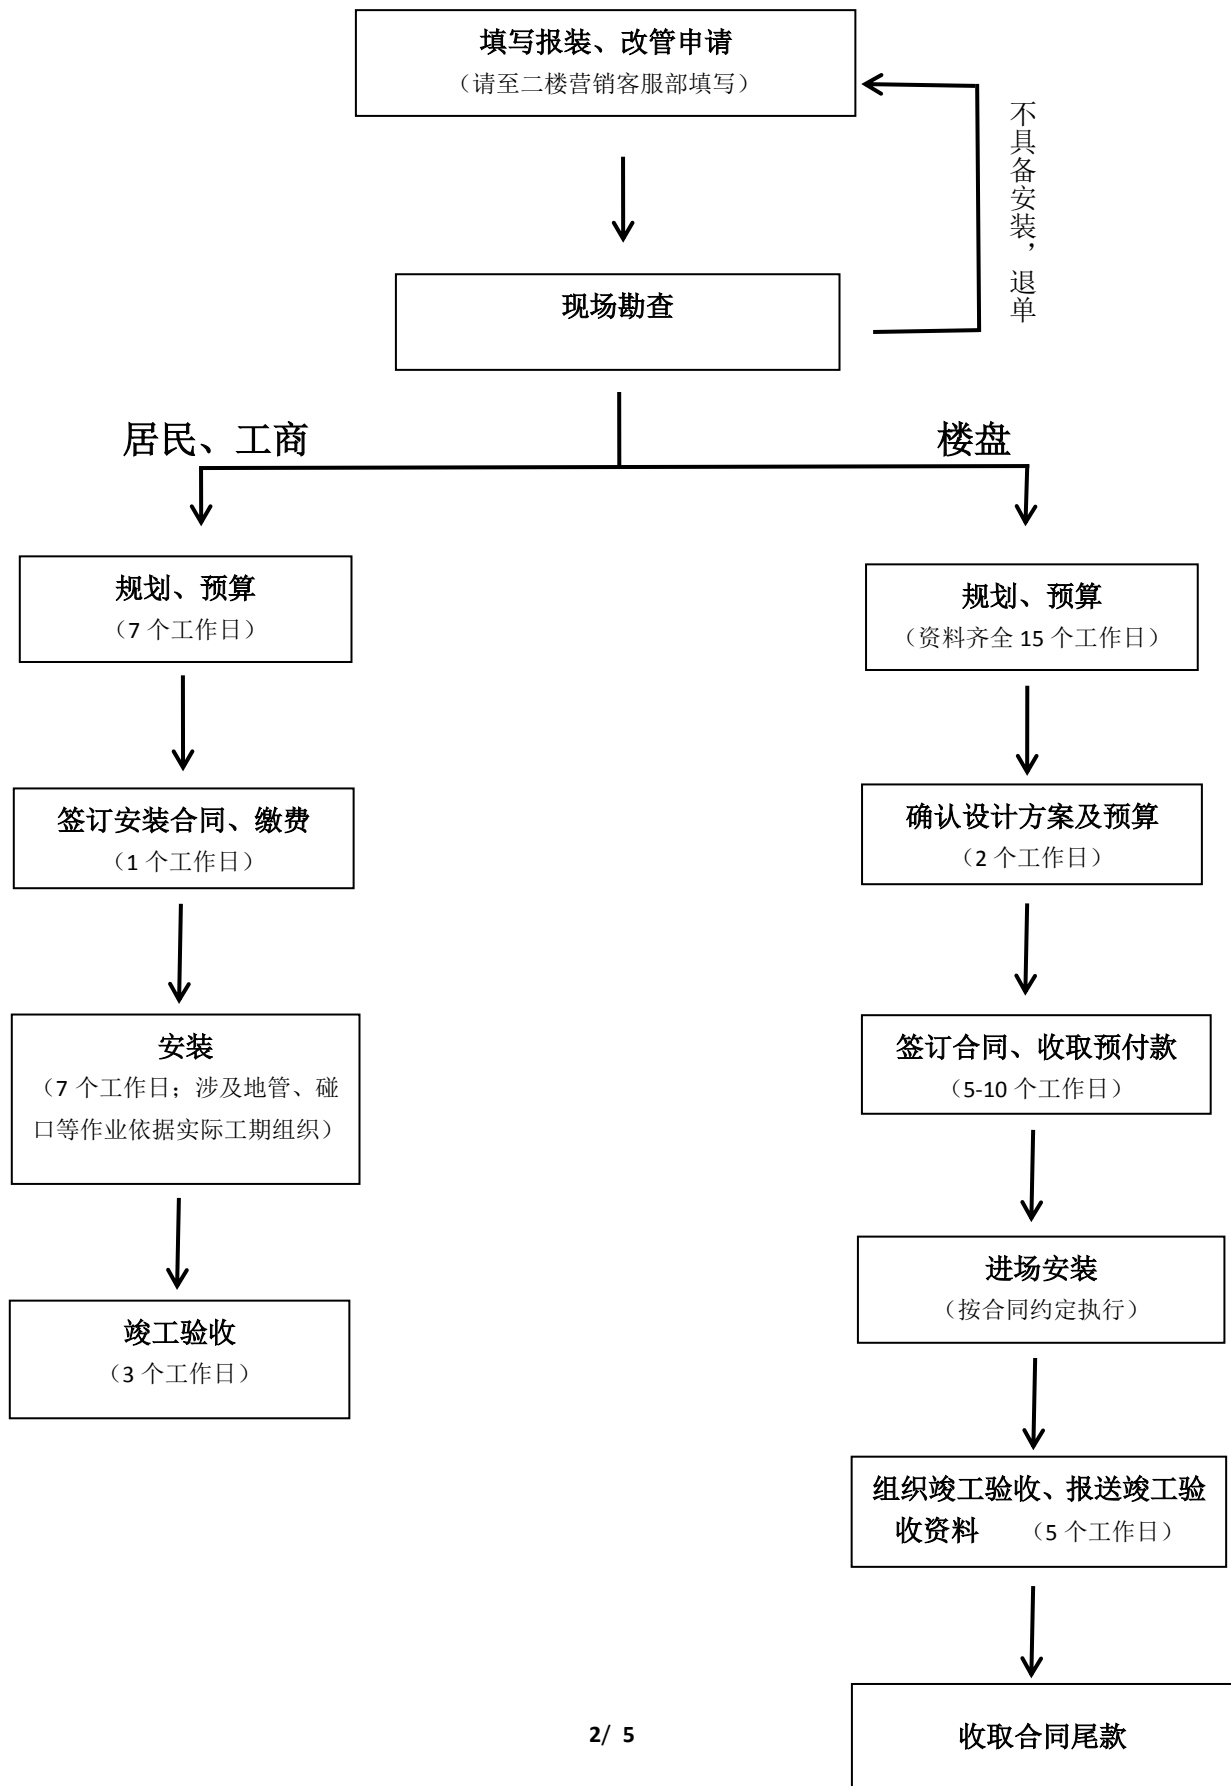 填写报装、改管申请
（请至二楼营销客服部填写）
不具备安装，退单
现场勘查
居民、工商
楼盘
规划、预算
（7 个工作日）
签订安装合同、缴费
（1 个工作日）
安装
（7 个工作日；涉及地管、碰
口等作业依据实际工期组织）
竣工验收
（3 个工作日）
规划、预算
（资料齐全 15 个工作日）
确认设计方案及预算
（2 个工作日）
签订合同、收取预付款
（5-10 个工作日）
进场安装
（按合同约定执行）
组织竣工验收、报送竣工验
收资料 （5 个工作日）
收取合同尾款
2/ 5